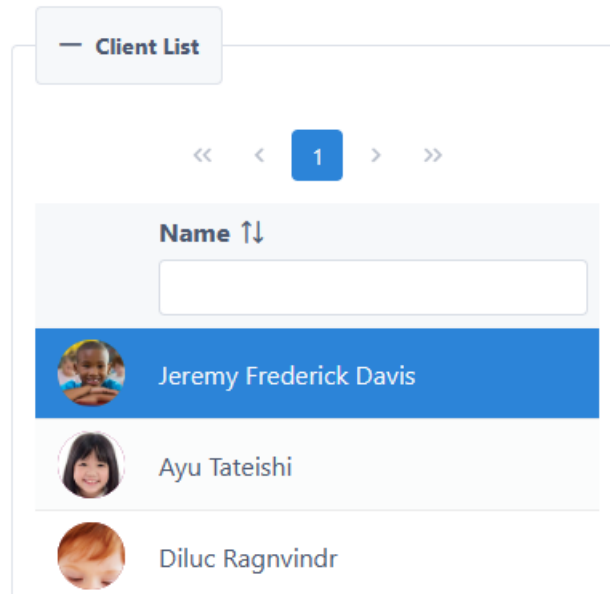 — Client List
« ‹ 1 › »
Name ↑↓
Jeremy Frederick Davis
Ayu Tateishi
Diluc Ragnvindr